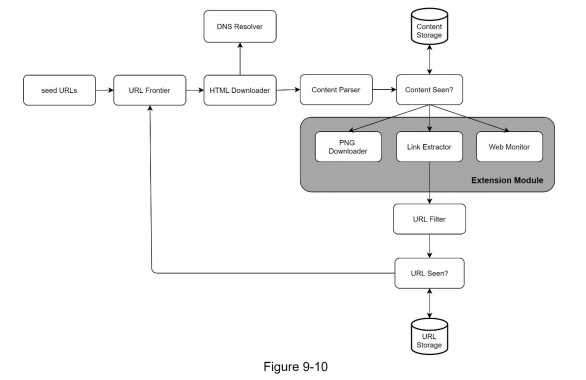 DNS Resolver
Content
Storage
seed URLs
URL Frontier
HTML Downloader
Content Parser
Content Seen?
PNG
Downloader
Link Extractor
Web Monitor
Extension Module
URL Filter
URL Seen?
URL
Storage
Figure 9-10